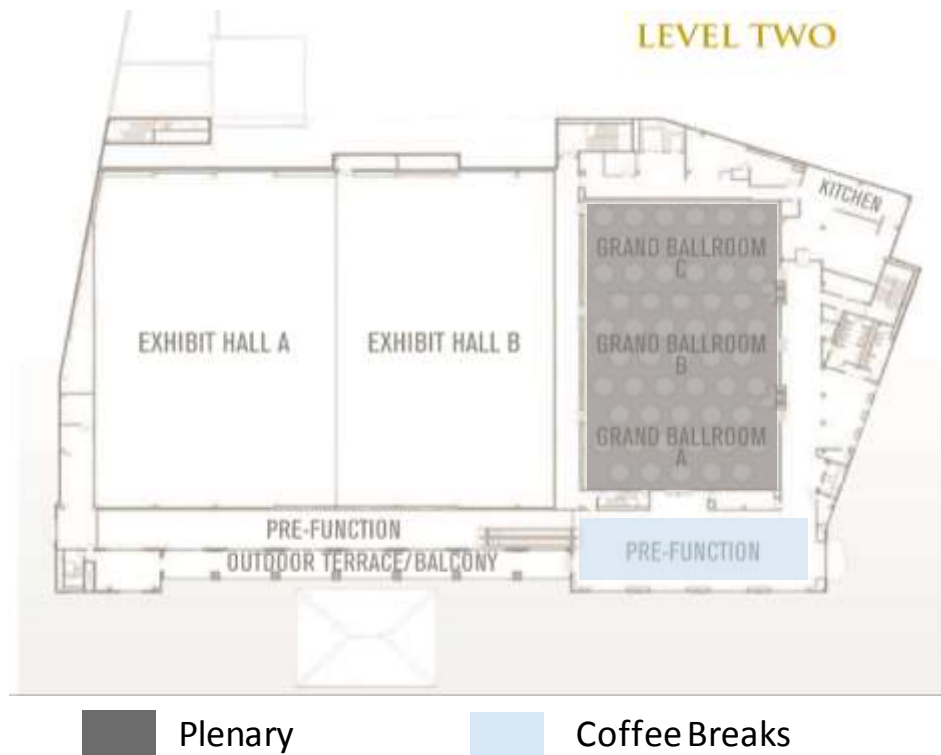 LEVEL TWO
KITCHEN
GRAND BALLROOM
C
EXHIBIT HALL A
EXHIBIT HALL B
GRAND BALLROOM
B
GRAND BALLROOM
A
PRE-FUNCTION
OUTDOOR TERRACE/BALCONY
PRE-FUNCTION
Plenary
Coffee Breaks